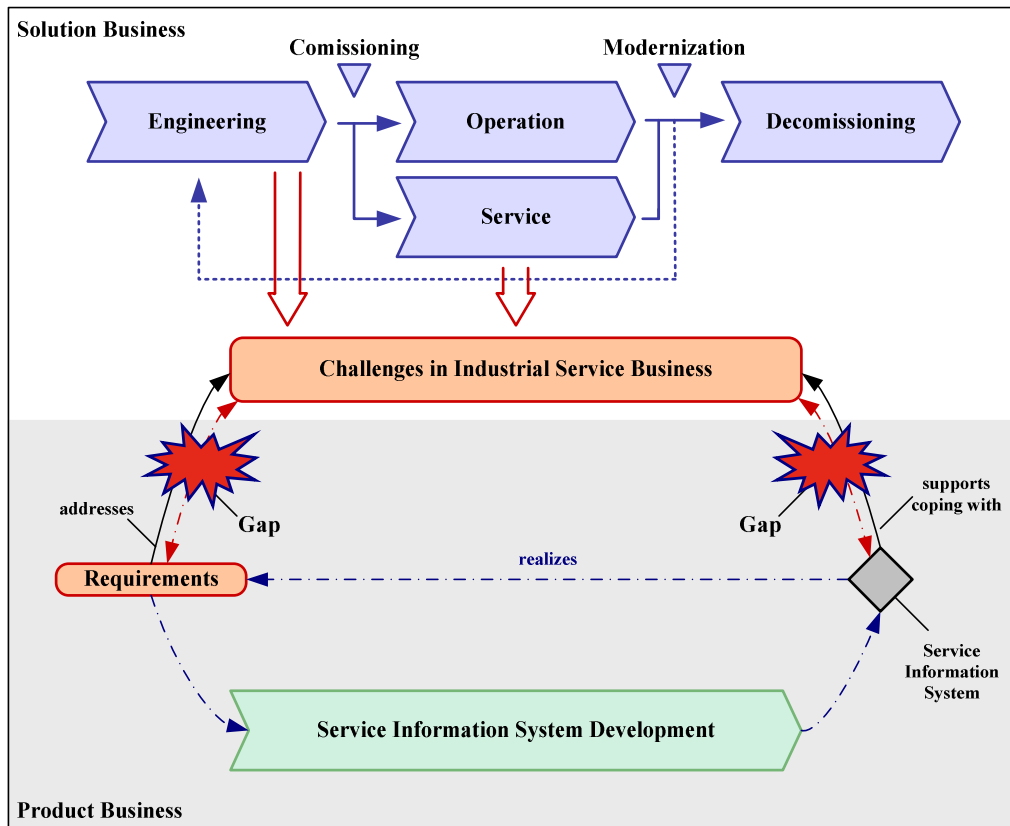 Solution Business
Comissioning
Modernization
Engineering
Operation
Decomissioning
Service
Challenges in Industrial Service Business
addresses
Gap
Gap
supports
coping with
Requirements
realizes
Service
Information
System
Service Information System Development
Product Business